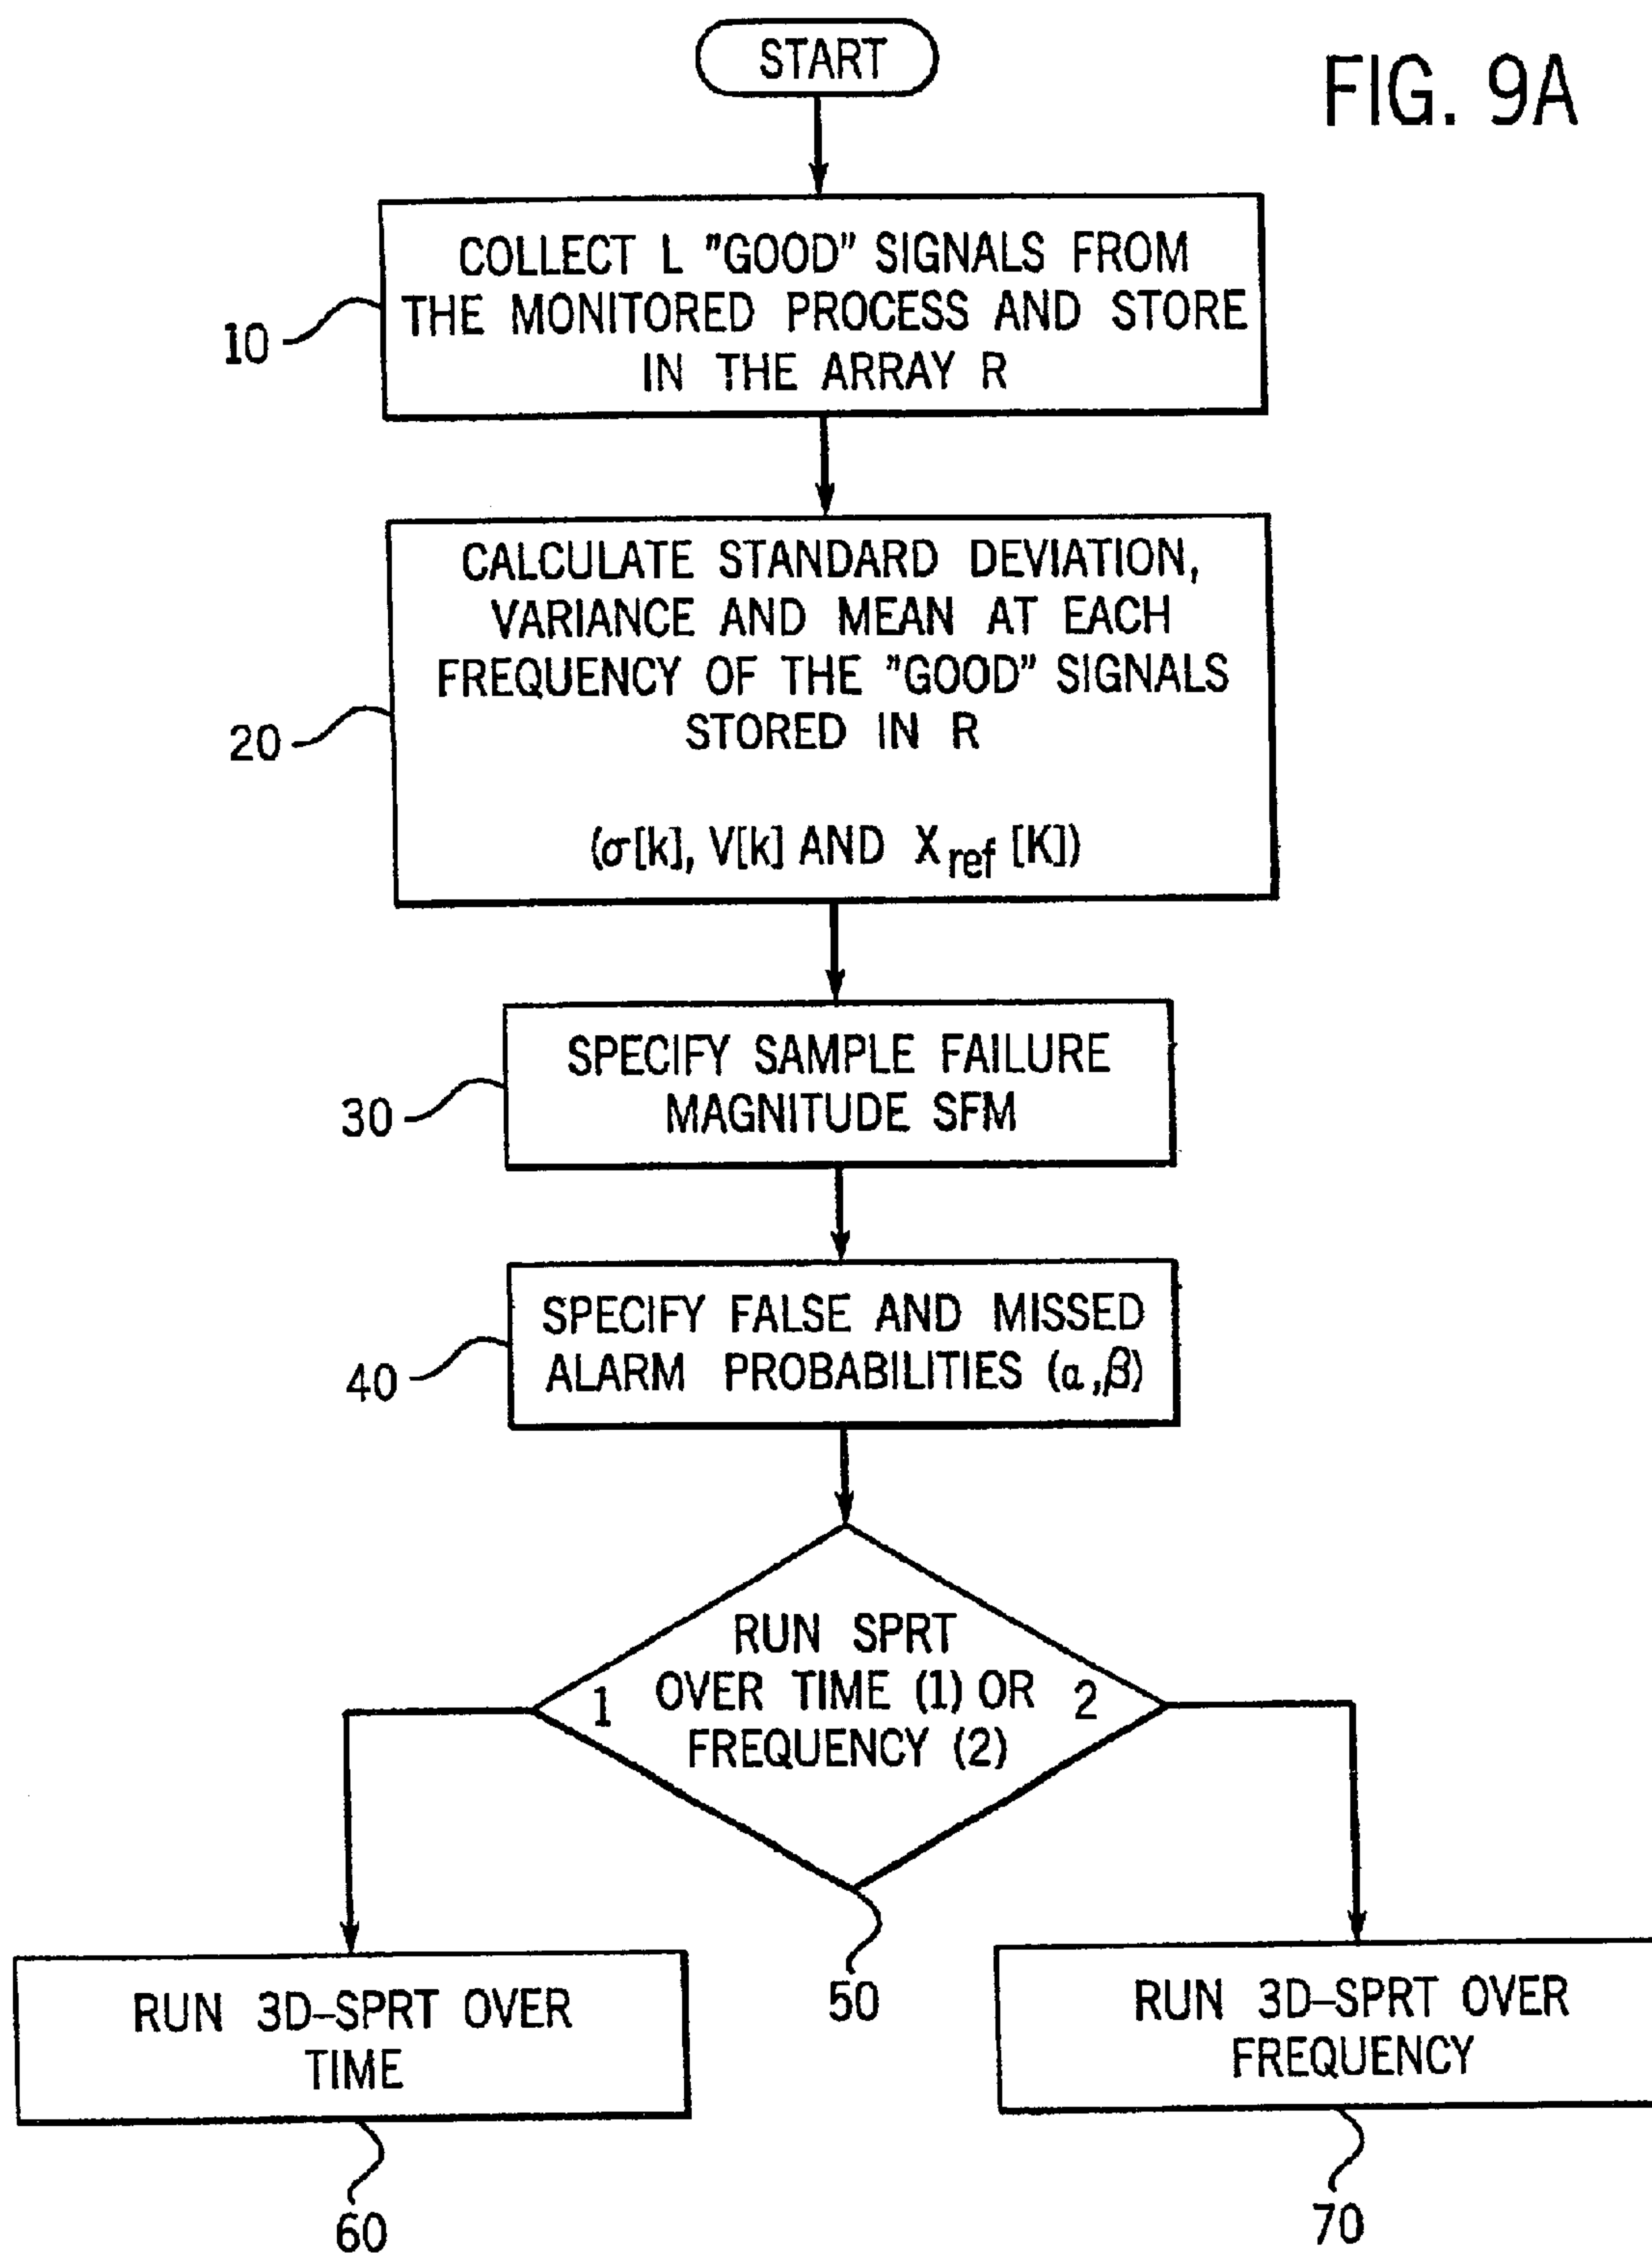 START
FIG. 9A
COLLECT L "GOOD" SIGNALS FROM
THE MONITORED PROCESS AND STORE
IN THE ARRAY R
10
CALCULATE STANDARD DEVIATION,
VARIANCE AND MEAN AT EACH
FREQUENCY OF THE "GOOD" SIGNALS
STORED IN R
(σ[k], V[k] AND Xref [K])
20
SPECIFY SAMPLE FAILURE
MAGNITUDE SFM
30
SPECIFY FALSE AND MISSED
ALARM PROBABILITIES (α,β)
40
RUN SPRT
OVER TIME (1) OR
FREQUENCY (2)
1
2
50
RUN 3D–SPRT OVER
TIME
60
RUN 3D–SPRT OVER
FREQUENCY
70